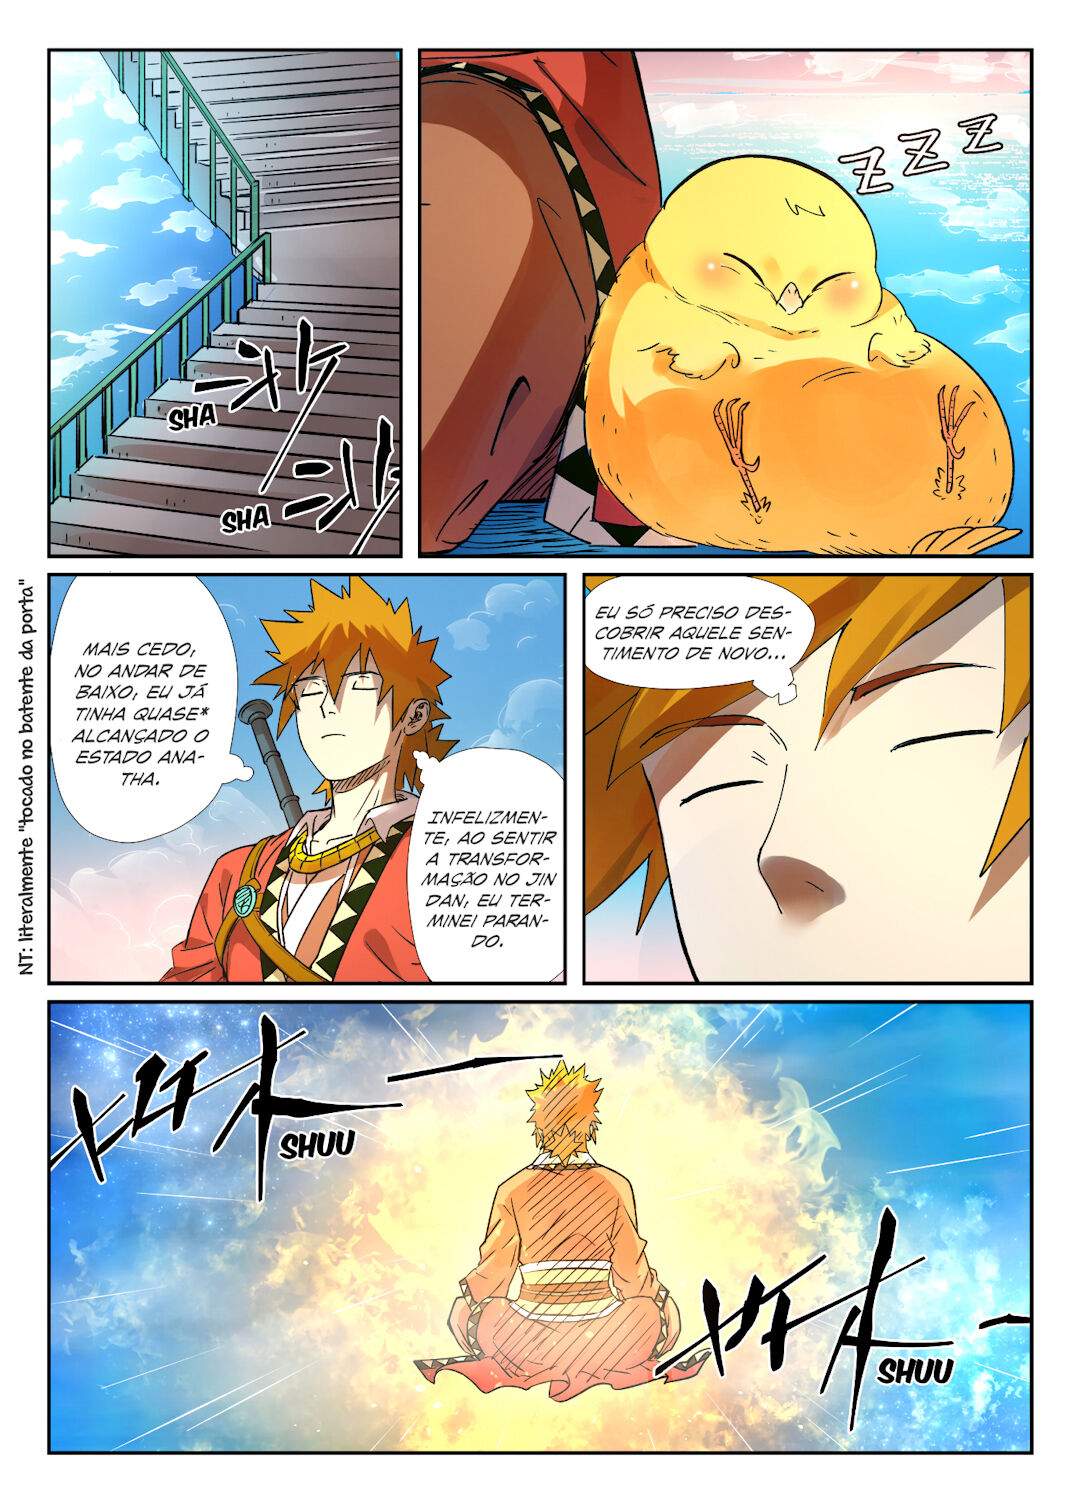 Z Z Z
SHA
SHA
MAIS CEDO,
NO ANDAR DE
BAIXO, EU JÁ
TINHA QUASE*
ALCANÇADO O
ESTADO ANA-
THA.
INFELIZMEN-
TE, AO SENTIR
A TRANSFOR-
MAÇÃO NO JIN
DAN, EU TER-
MINEI PARAN-
DO.
EU SÓ PRECISO DES-
COBRIR AQUELE SEN-
TIMENTO DE NOVO...
NT: literalmente "tocado no batente da porta"
SHUU
SHUU